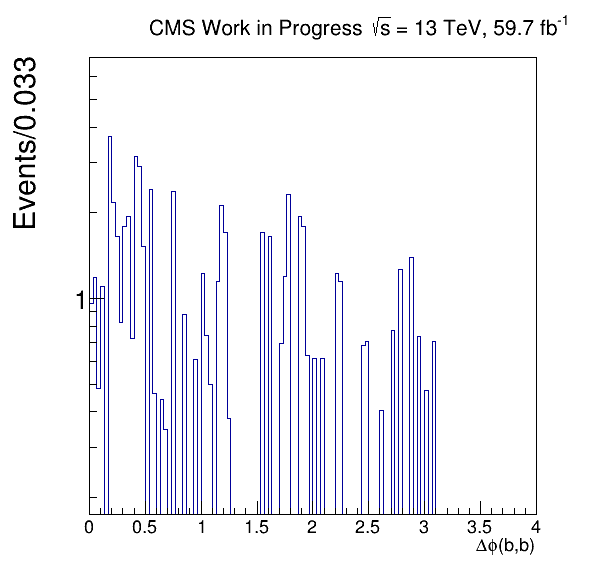 CMS Work in Progress √s = 13 TeV, 59.7 fb⁻¹
Events/0.033
1
0 0.5 1 1.5 2 2.5 3 3.5 4
Δϕ(b,b)